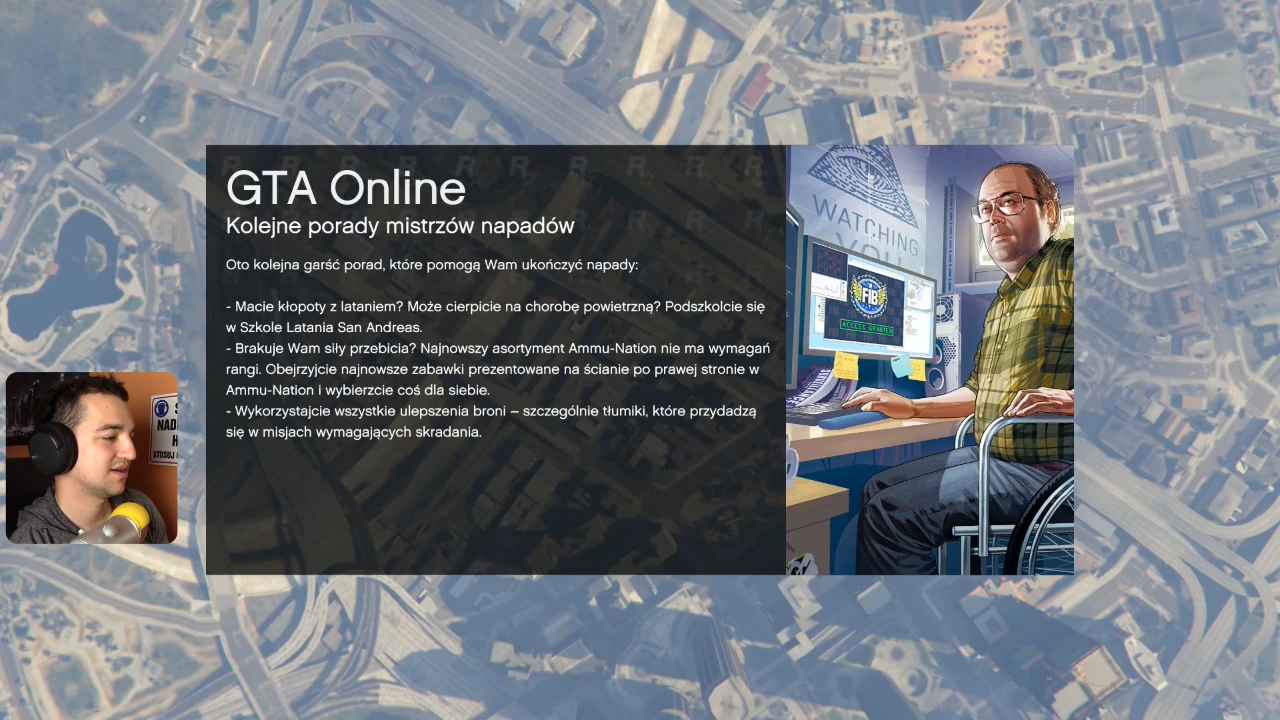 GTA Online
Kolejne porady mistrzów napadów
Oto kolejna garść porad, które pomogą Wam ukończyć napady:
- Macie kłopoty z lataniem? Może cierpicie na chorobę powietrzną? Podszkolcie się
w Szkole Latania San Andreas.
- Brakuje Wam siły przebicia? Najnowszy asortyment Ammu-Nation nie ma wymagań
rangi. Obejrzyjcie najnowsze zabawki prezentowane na ścianie po prawej stronie w
Ammu-Nation i wybierzcie coś dla siebie.
- Wykorzystajcie wszystkie ulepszenia broni – szczególnie tłumiki, które przydadzą
się w misjach wymagających skradania.
WATCHING
YOU
FIB
ACCESS GRANTED
S
NAD
H
STOSUJ